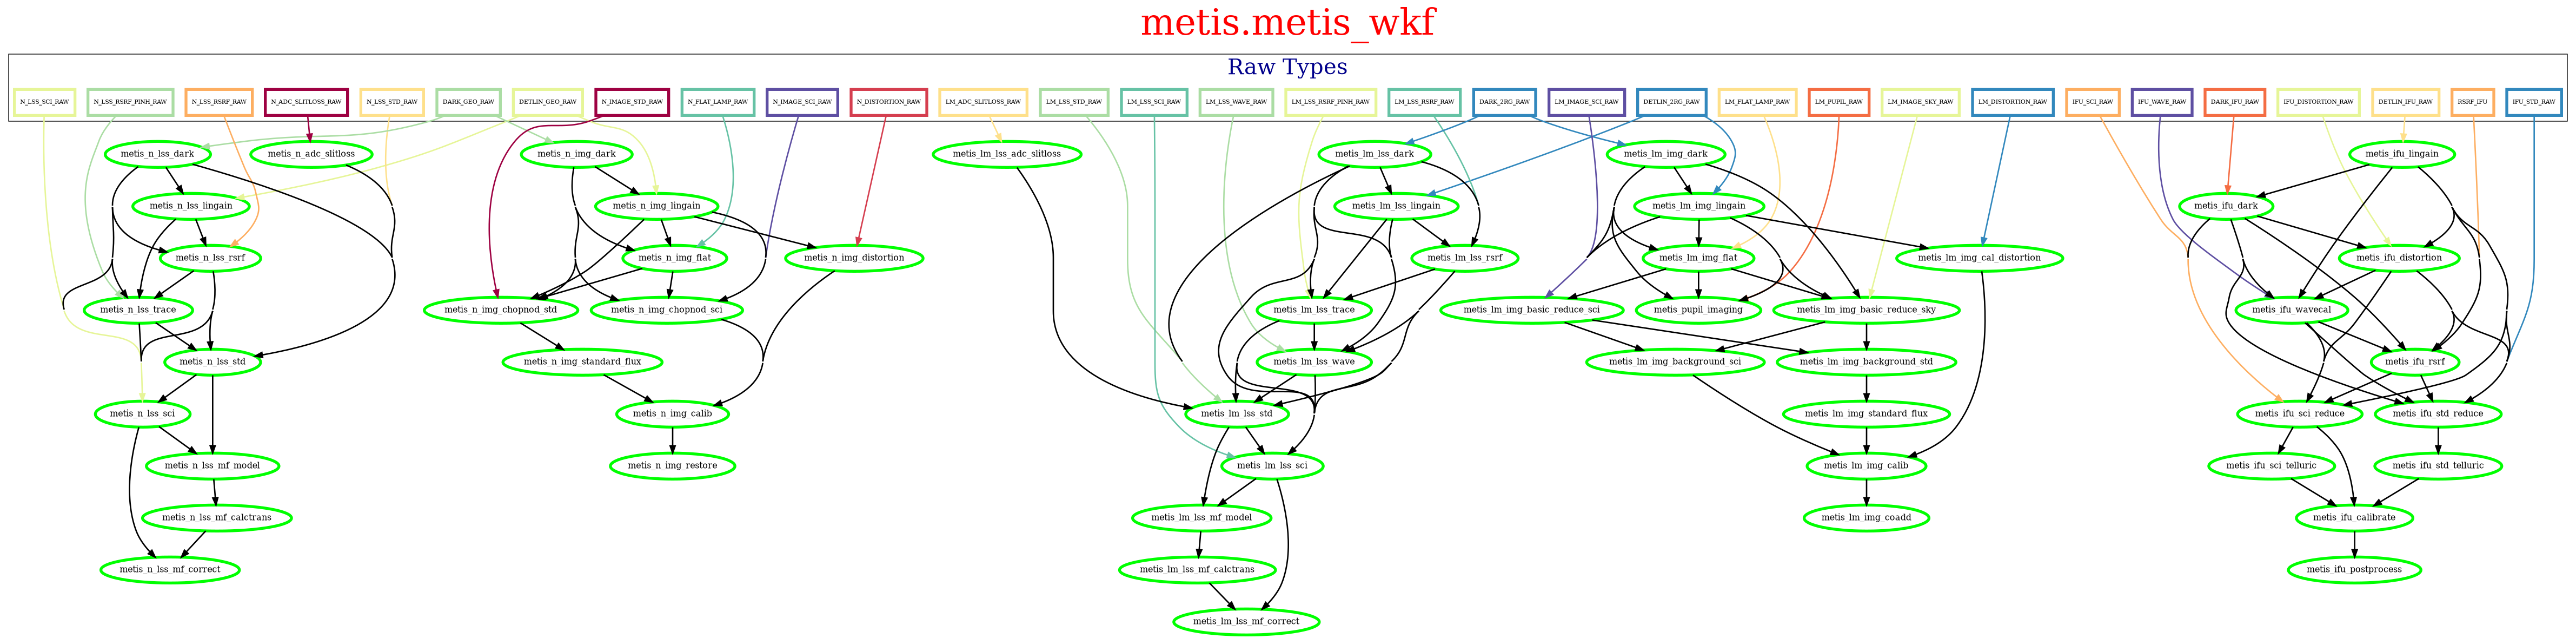 metis.metis_wkf
Raw Types
N_LSS_SCI_RAW N_LSS_RSRF_PINH_RAW N_LSS_RSRF_RAW N_ADC_SLITLOSS_RAW N_LSS_STD_RAW DARK_GEO_RAW DETLIN_GEO_RAW N_IMAGE_STD_RAW N_FLAT_LAMP_RAW N_IMAGE_SCI_RAW N_DISTORTION_RAW LM_ADC_SLITLOSS_RAW LM_LSS_STD_RAW LM_LSS_SCI_RAW LM_LSS_WAVE_RAW LM_LSS_RSRF_PINH_RAW LM_LSS_RSRF_RAW DARK_2RG_RAW LM_IMAGE_SCI_RAW DETLIN_2RG_RAW LM_FLAT_LAMP_RAW LM_PUPIL_RAW LM_IMAGE_SKY_RAW LM_DISTORTION_RAW IFU_SCI_RAW IFU_WAVE_RAW DARK_IFU_RAW IFU_DISTORTION_RAW DETLIN_IFU_RAW RSRF_IFU IFU_STD_RAW
metis_n_lss_dark metis_n_adc_slitloss metis_n_img_dark metis_lm_lss_adc_slitloss metis_lm_lss_dark metis_lm_img_dark metis_ifu_lingain
metis_n_lss_lingain metis_n_img_lingain metis_lm_lss_lingain metis_lm_img_lingain metis_ifu_dark
metis_n_lss_rsrf metis_n_img_flat metis_n_img_distortion metis_lm_lss_rsrf metis_lm_img_flat metis_lm_img_cal_distortion metis_ifu_distortion
metis_n_lss_trace metis_n_img_chopnod_std metis_n_img_chopnod_sci metis_lm_lss_trace metis_lm_img_basic_reduce_sci metis_pupil_imaging metis_lm_img_basic_reduce_sky metis_ifu_wavecal
metis_n_lss_std metis_n_img_standard_flux metis_lm_lss_wave metis_lm_img_background_sci metis_lm_img_background_std metis_ifu_rsrf
metis_n_lss_sci metis_n_img_calib metis_lm_lss_std metis_lm_img_standard_flux metis_ifu_sci_reduce metis_ifu_std_reduce
metis_n_lss_mf_model metis_n_img_restore metis_lm_lss_sci metis_lm_img_calib metis_ifu_sci_telluric metis_ifu_std_telluric
metis_n_lss_mf_calctrans metis_lm_lss_mf_model metis_lm_img_coadd metis_ifu_calibrate
metis_n_lss_mf_correct metis_lm_lss_mf_calctrans metis_ifu_postprocess
metis_lm_lss_mf_correct